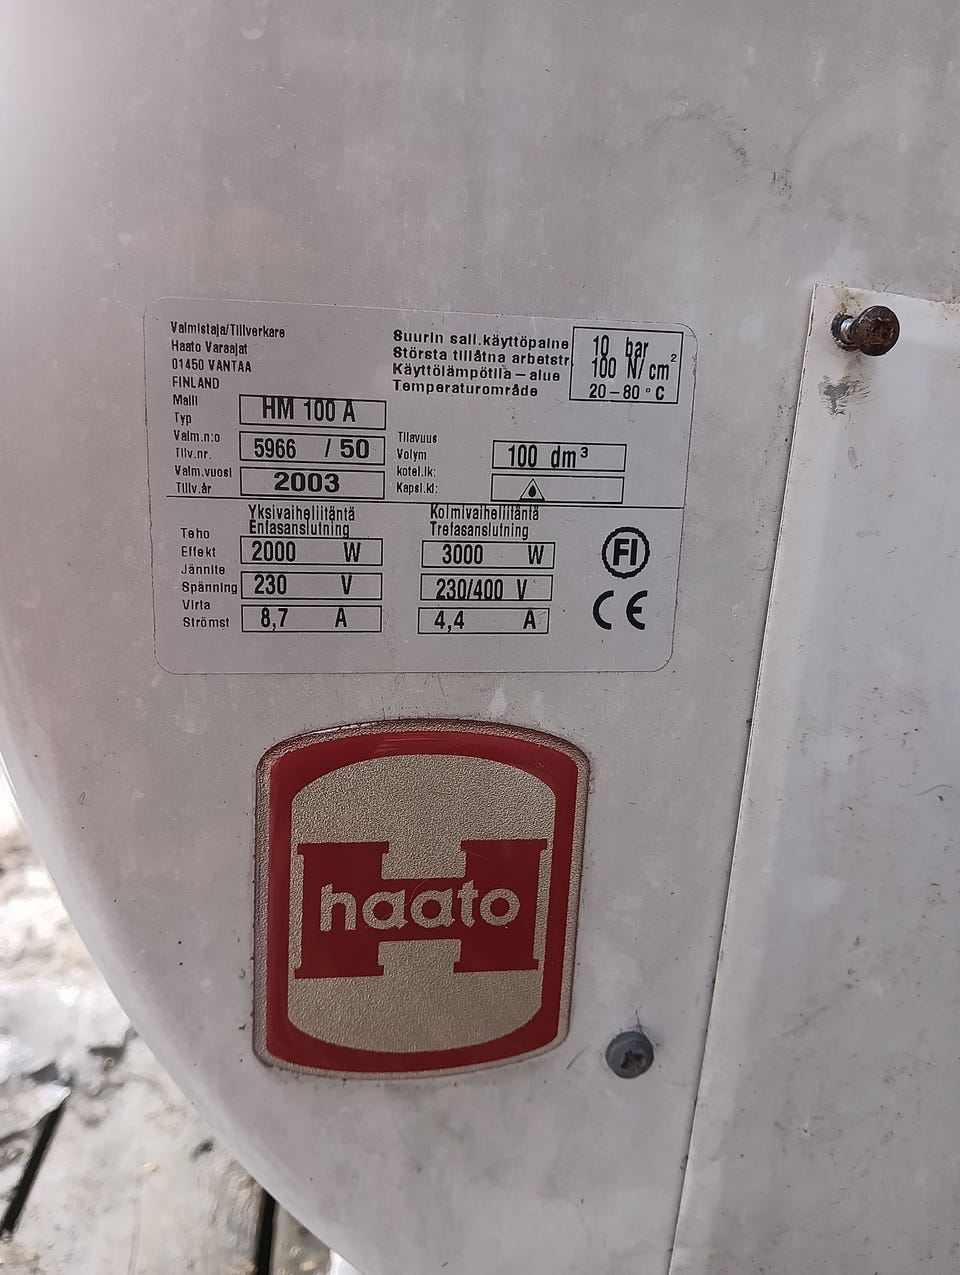 Valmistaja/Tillverkare
Haato Varaajat
01450 VANTAA
FINLAND
Suurin sall.käyttöpaine
Största tillåtna arbetstr.
10 bar
100 N/cm²
Käyttölämpötila – alue
Temperaturområde
20 – 80 °C
Malli
Typ
HM 100 A
Valm.n:o
Tilv.nr.
5966 / 50
Valm.vuosi
Tillv.år
2003
Tilavuus
Volym
100 dm³
kotel.lk:
Kapsl.kl:
Yksivaiheliitäntä
Enfasanslutning
Kolmivaiheliitäntä
Trefasanslutning
Teho
Effekt
2000 W
3000 W
Jännite
Spänning
230 V
230/400 V
Virta
Strömst
8,7 A
4,4 A
FI
CE
haato